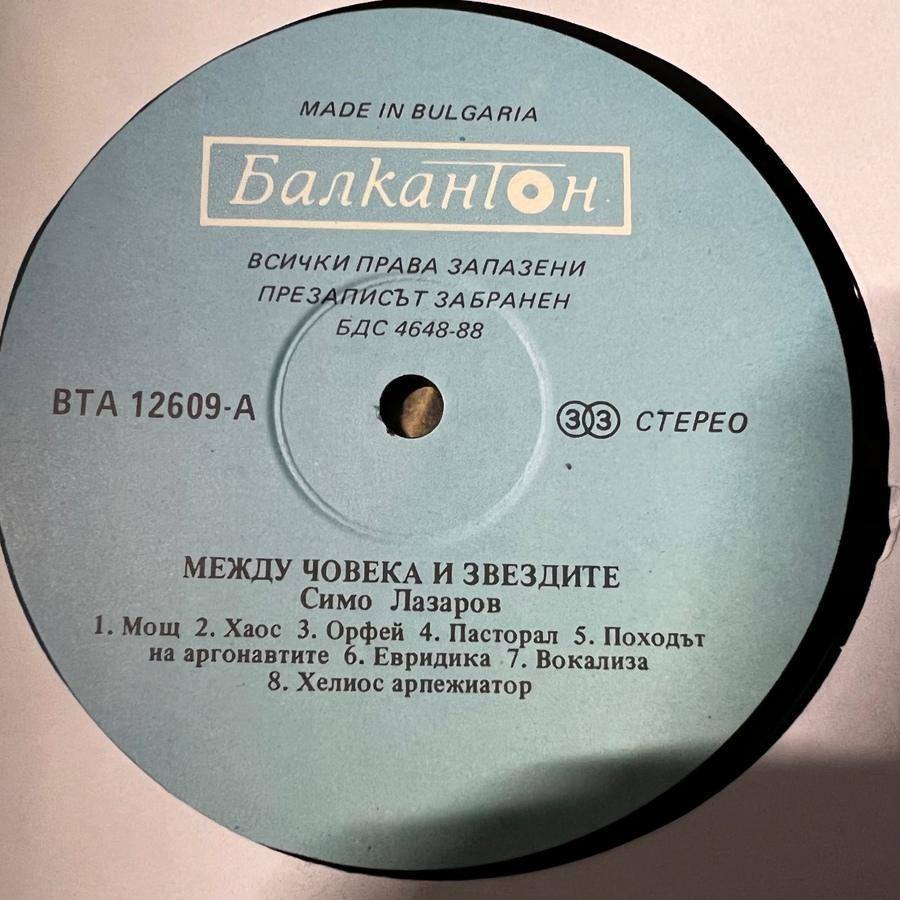 MADE IN BULGARIA
Балкантон
ВСИЧКИ ПРАВА ЗАПАЗЕНИ
ПРЕЗАПИСЪТ ЗАБРАНЕН
БДС 4648-88
ВТА 12609-А
33 СТЕРЕО
МЕЖДУ ЧОВЕКА И ЗВЕЗДИТЕ
Симо Лазаров
1. Мощ 2. Хаос 3. Орфей 4. Пасторал 5. Походът
на аргонавтите 6. Евридика 7. Вокализа
8. Хелиос арпежиатор